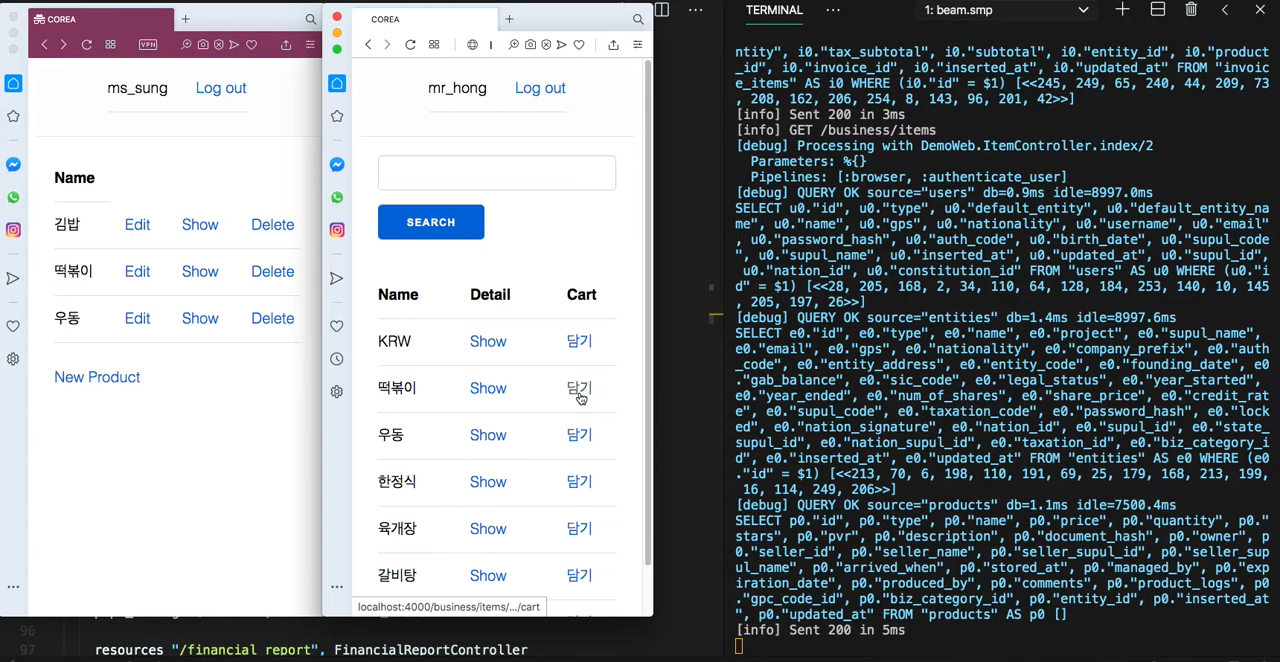 COREA
VPN
ms_sung Log out
Name
김밥 Edit Show Delete
떡볶이 Edit Show Delete
우동 Edit Show Delete
New Product
COREA
mr_hong Log out
SEARCH
Name Detail Cart
KRW Show 담기
떡볶이 Show 담기
우동 Show 담기
한정식 Show 담기
육개장 Show 담기
갈비탕 Show 담기
localhost:4000/business/items/.../cart
96
97 resources "/financial_report", FinancialReportController
TERMINAL ... 1: beam.smp
ntity", i0."tax_subtotal", i0."subtotal", i0."entity_id", i0."product
_id", i0."invoice_id", i0."inserted_at", i0."updated_at" FROM "invoic
e_items" AS i0 WHERE (i0."id" = $1) [<<245, 249, 65, 240, 44, 209, 73
, 208, 162, 206, 254, 8, 143, 96, 201, 42>>]
[info] Sent 200 in 3ms
[info] GET /business/items
[debug] Processing with DemoWeb.ItemController.index/2
Parameters: %{}
Pipelines: [:browser, :authenticate_user]
[debug] QUERY OK source="users" db=0.9ms idle=8997.0ms
SELECT u0."id", u0."type", u0."default_entity", u0."default_entity_na
me", u0."name", u0."gps", u0."nationality", u0."username", u0."email"
, u0."password_hash", u0."auth_code", u0."birth_date", u0."supul_code
", u0."supul_name", u0."inserted_at", u0."updated_at", u0."supul_id",
u0."nation_id", u0."constitution_id" FROM "users" AS u0 WHERE (u0."i
d" = $1) [<<28, 205, 168, 2, 34, 110, 64, 128, 184, 253, 140, 10, 145
, 205, 197, 26>>]
[debug] QUERY OK source="entities" db=1.4ms idle=8997.6ms
SELECT e0."id", e0."type", e0."name", e0."project", e0."supul_name",
e0."email", e0."gps", e0."nationality", e0."company_prefix", e0."auth
_code", e0."entity_address", e0."entity_code", e0."founding_date", e0
."gab_balance", e0."sic_code", e0."legal_status", e0."year_started",
e0."year_ended", e0."num_of_shares", e0."share_price", e0."credit_rat
e", e0."supul_code", e0."taxation_code", e0."password_hash", e0."lock
ed", e0."nation_signature", e0."nation_id", e0."supul_id", e0."state_
supul_id", e0."nation_supul_id", e0."taxation_id", e0."biz_category_i
d", e0."inserted_at", e0."updated_at" FROM "entities" AS e0 WHERE (e0
."id" = $1) [<<213, 70, 6, 198, 110, 191, 69, 25, 179, 168, 213, 199,
16, 114, 249, 206>>]
[debug] QUERY OK source="products" db=1.1ms idle=7500.4ms
SELECT p0."id", p0."type", p0."name", p0."price", p0."quantity", p0."
stars", p0."pvr", p0."description", p0."document_hash", p0."owner", p
0."seller_id", p0."seller_name", p0."seller_supul_id", p0."seller_sup
ul_name", p0."arrived_when", p0."stored_at", p0."managed_by", p0."exp
iration_date", p0."produced_by", p0."comments", p0."product_logs", p0
."gpc_code_id", p0."biz_category_id", p0."entity_id", p0."inserted_at
", p0."updated_at" FROM "products" AS p0 []
[info] Sent 200 in 5ms